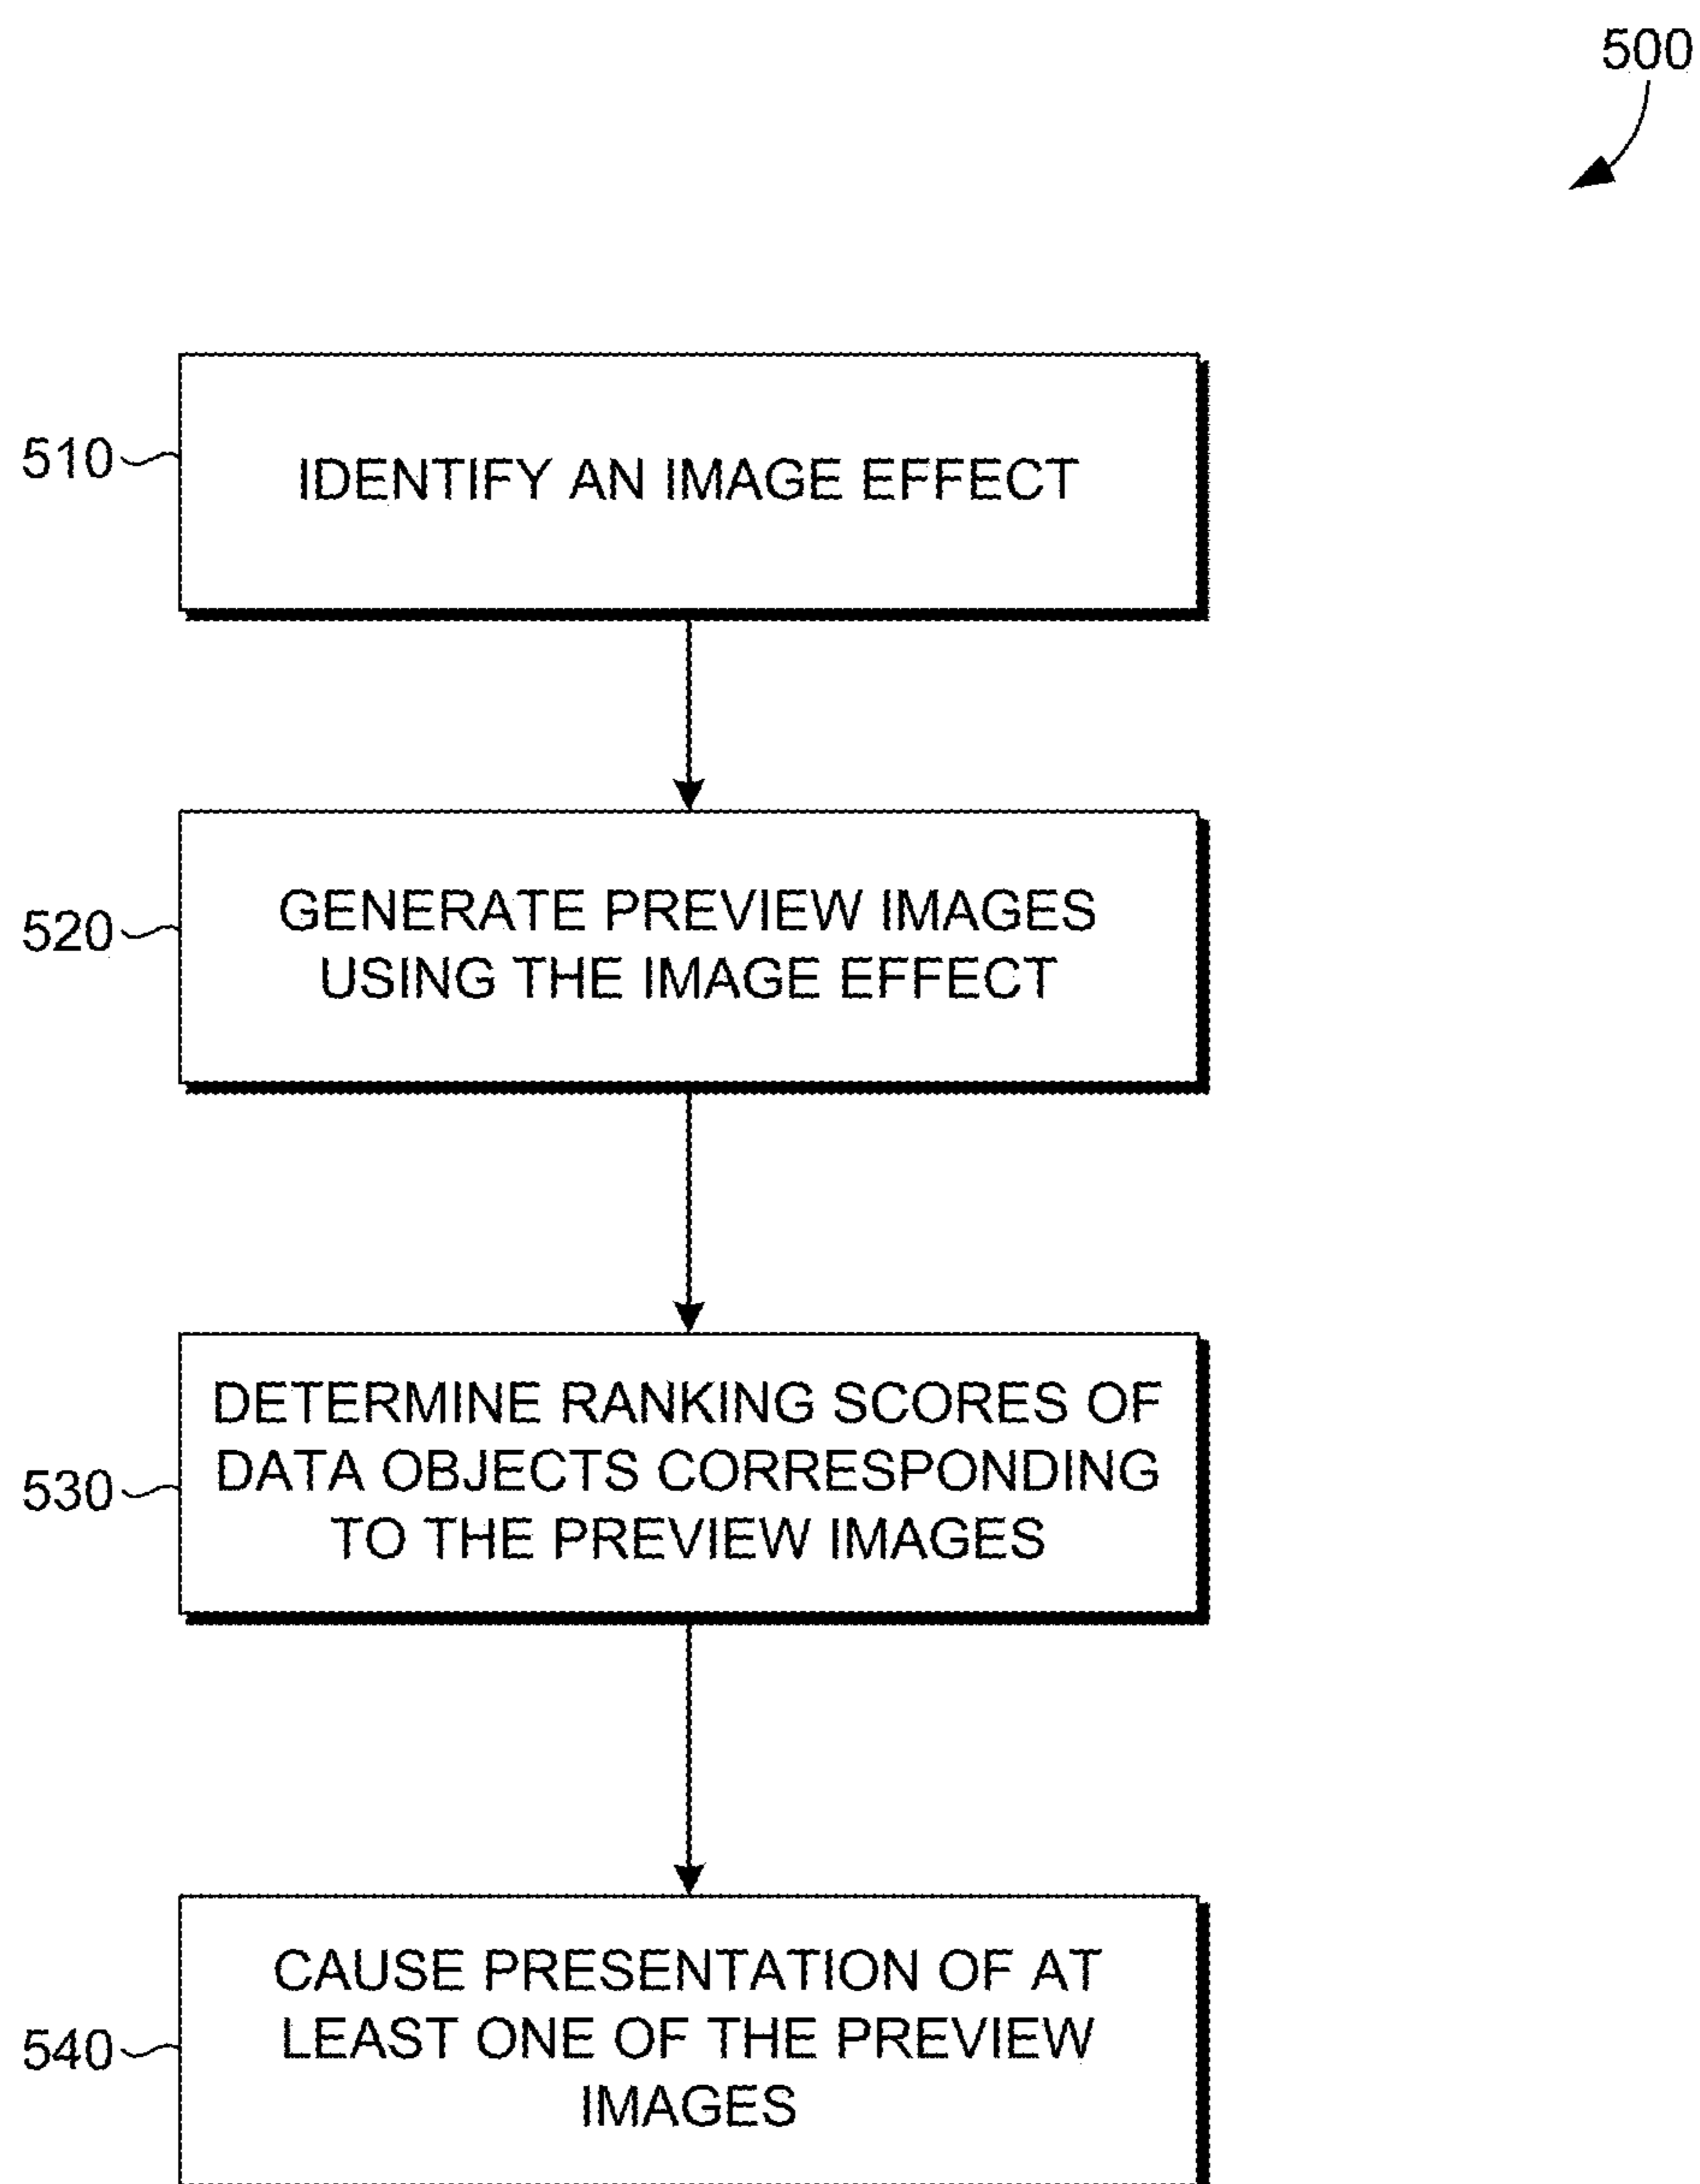 500
510
IDENTIFY AN IMAGE EFFECT
520
GENERATE PREVIEW IMAGES
USING THE IMAGE EFFECT
530
DETERMINE RANKING SCORES OF
DATA OBJECTS CORRESPONDING
TO THE PREVIEW IMAGES
540
CAUSE PRESENTATION OF AT
LEAST ONE OF THE PREVIEW
IMAGES